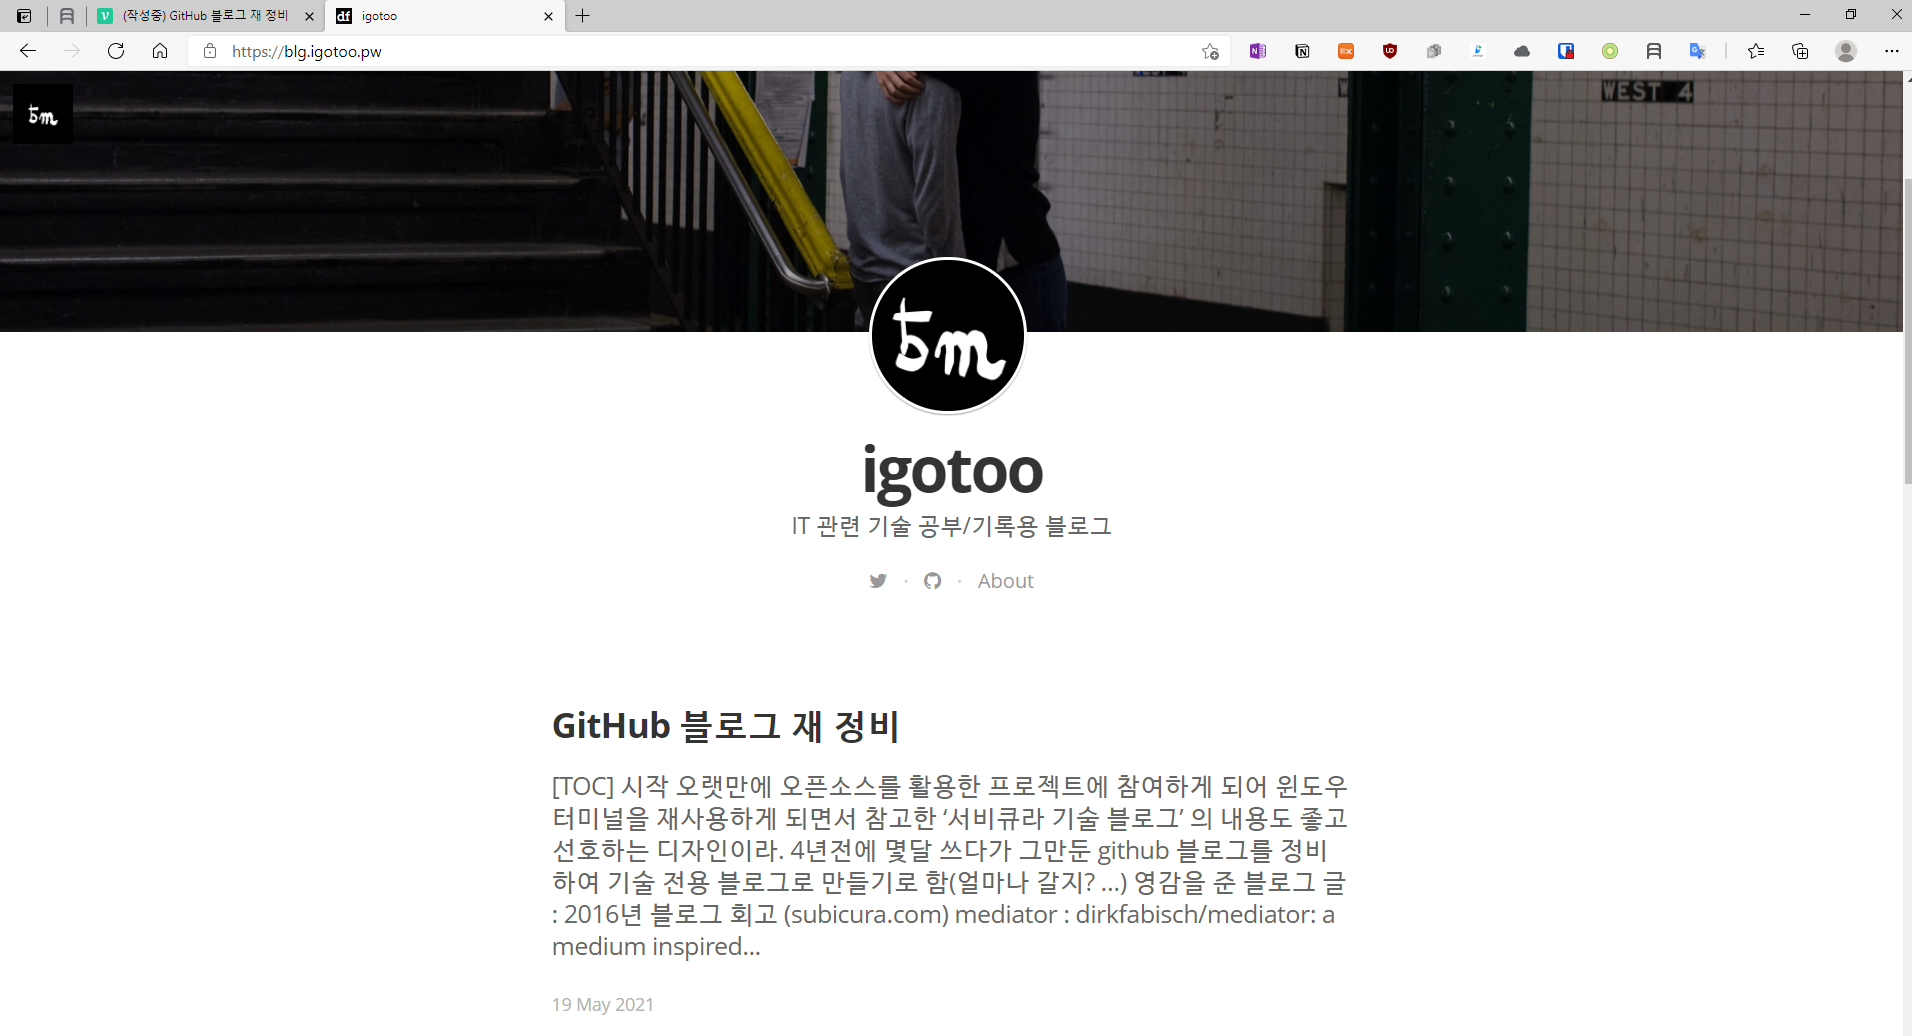 (작성중) GitHub 블로그 재 정비
df igotoo
https://blg.igotoo.pw
WEST 4
bm
bm
igotoo
IT 관련 기술 공부/기록용 블로그
About
GitHub 블로그 재 정비
[TOC] 시작 오랫만에 오픈소스를 활용한 프로젝트에 참여하게 되어 윈도우
터미널을 재사용하게 되면서 참고한 ‘서비큐라 기술 블로그’ 의 내용도 좋고
선호하는 디자인이라. 4년전에 몇달 쓰다가 그만둔 github 블로그를 정비
하여 기술 전용 블로그로 만들기로 함(얼마나 갈지? ...) 영감을 준 블로그 글
: 2016년 블로그 회고 (subicura.com) mediator : dirkfabisch/mediator: a
medium inspired...
19 May 2021